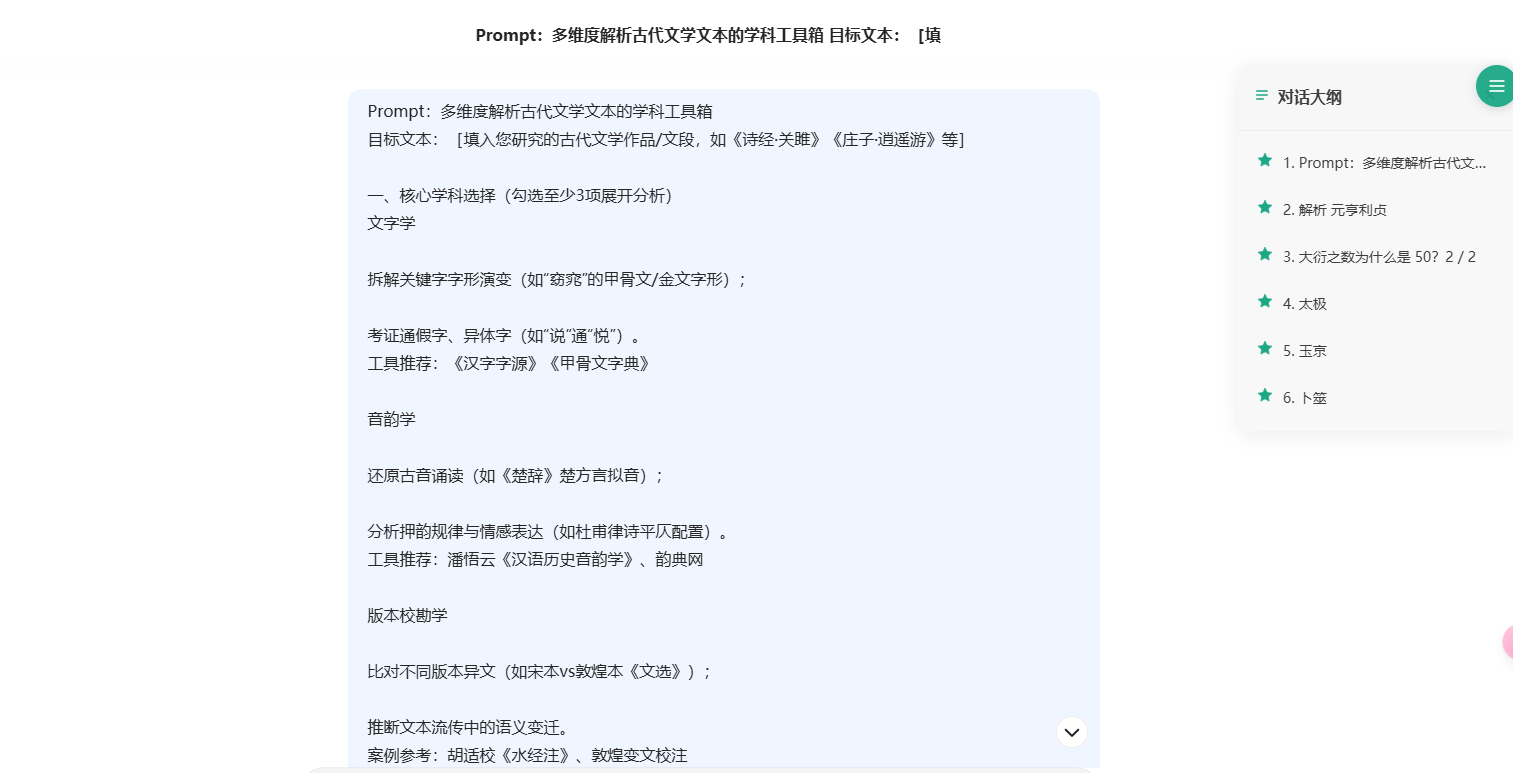 Prompt：多维度解析古代文学文本的学科工具箱 目标文本： [填
Prompt：多维度解析古代文学文本的学科工具箱
目标文本： [填入您研究的古代文学作品/文段，如《诗经·关雎》《庄子·逍遥游》等]
一、核心学科选择（勾选至少3项展开分析）
文字学
拆解关键字字形演变（如“窈窕”的甲骨文/金文字形）；
考证通假字、异体字（如“说”通“悦”）。
工具推荐：《汉字字源》《甲骨文字典》
音韵学
还原古音诵读（如《楚辞》楚方言拟音）；
分析押韵规律与情感表达（如杜甫律诗平仄配置）。
工具推荐：潘悟云《汉语历史音韵学》、韵典网
版本校勘学
比对不同版本异文（如宋本vs敦煌本《文选》）；
推断文本流传中的语义变迁。
案例参考：胡适校《水经注》、敦煌变文校注
对话大纲
1. Prompt：多维度解析古代文...
2. 解析 元亨利贞
3. 大衍之数为什么是 50？2 / 2
4. 太极
5. 玉京
6. 卜筮